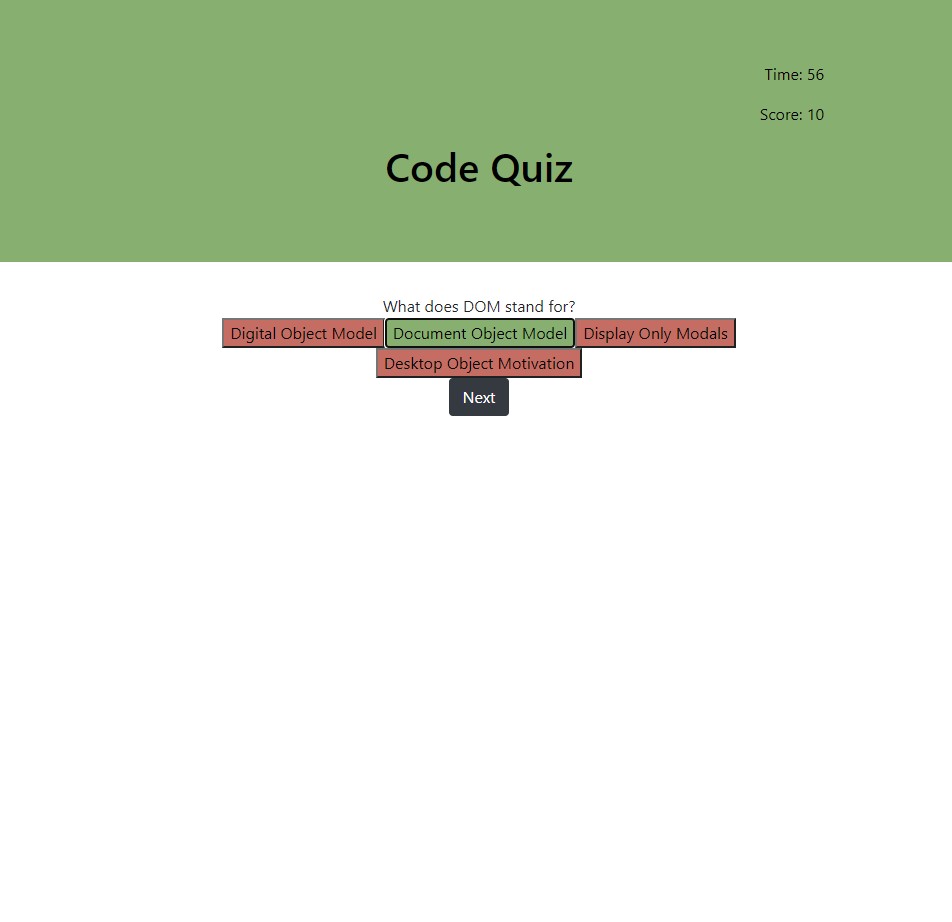 Time: 56
Score: 10
Code Quiz
What does DOM stand for?
Digital Object Model Document Object Model Display Only Modals
Desktop Object Motivation
Next